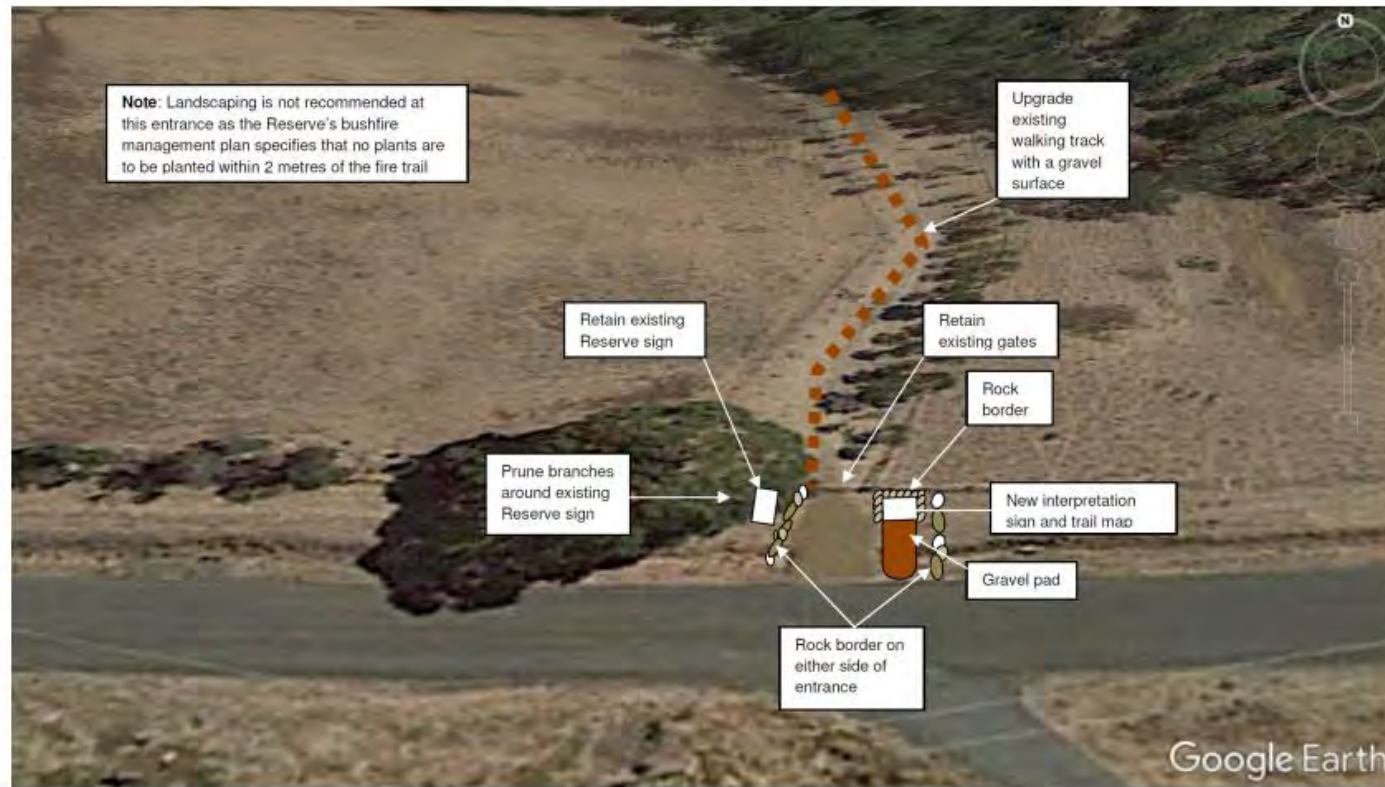 Note: Landscaping is not recommended at
this entrance as the Reserve's bushfire
management plan specifies that no plants are
to be planted within 2 metres of the fire trail
N
Upgrade
existing
walking track
with a gravel
surface
Retain existing
Reserve sign
Retain
existing gates
Rock
border
Prune branches
around existing
Reserve sign
New interpretation
sign and trail map
Gravel pad
Rock border on
either side of
entrance
Google Earth